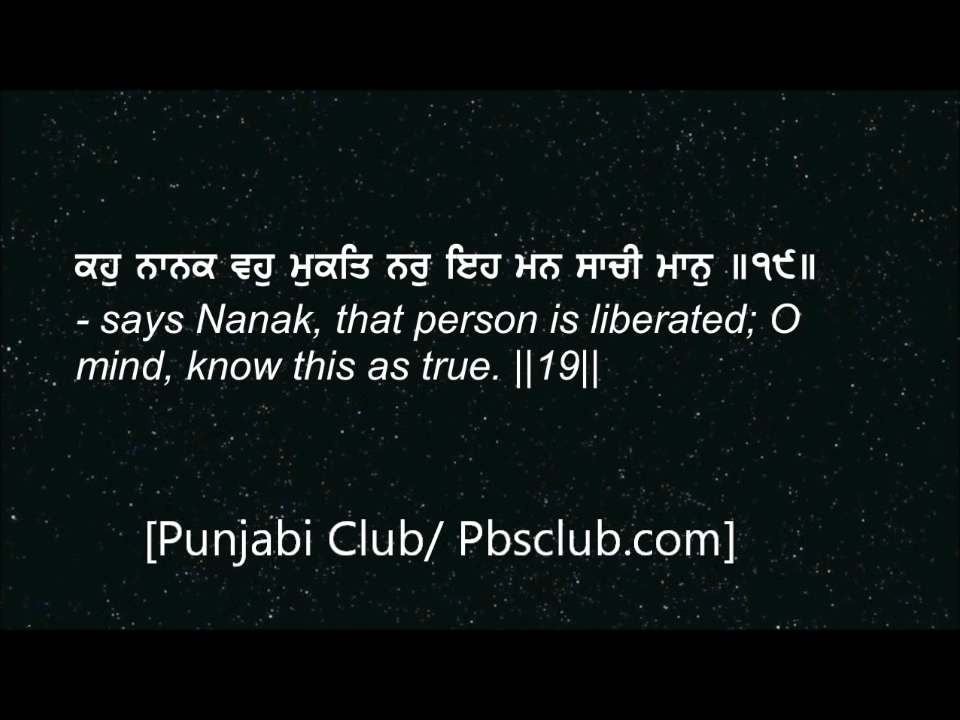 ਕਹੁ ਨਾਨਕ ਵਹੁ ਮੁਕਤਿ ਨਰੁ ਇਹ ਮਨ ਸਾਚੀ ਮਾਨੁ ॥੧੯॥
- says Nanak, that person is liberated; O
mind, know this as true. ||19||
[Punjabi Club/ Pbsclub.com]